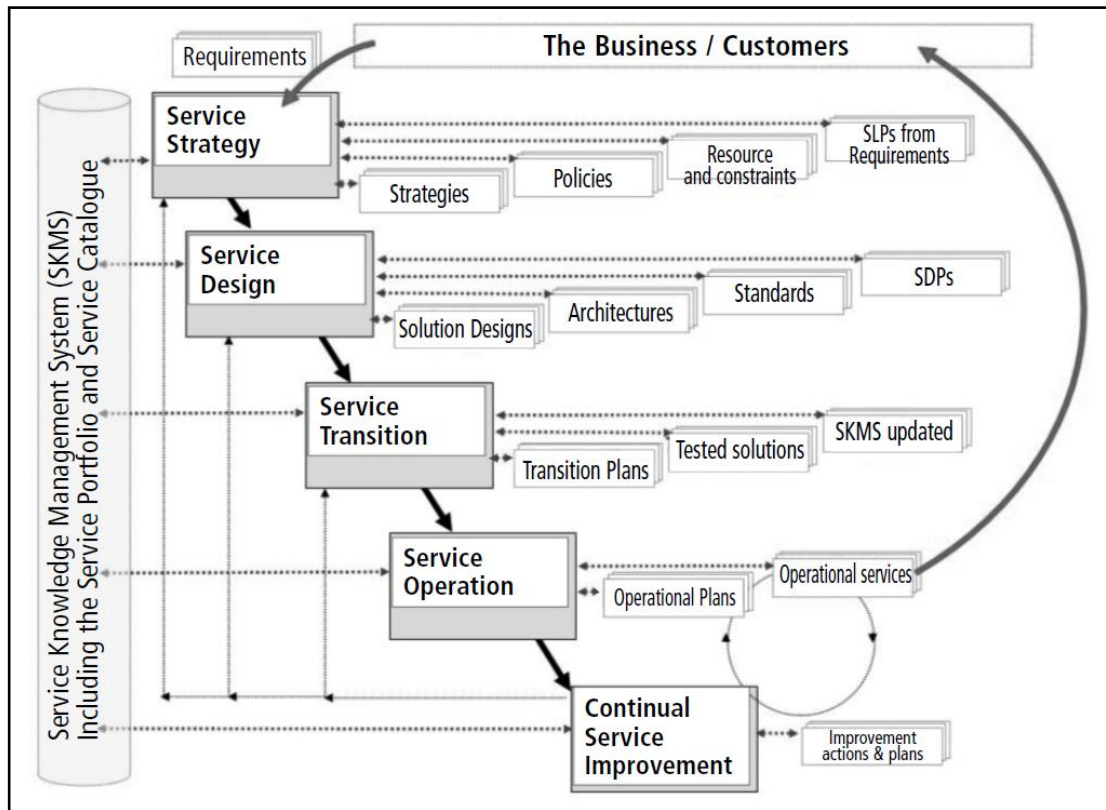 The Business / Customers
Requirements
Service Knowledge Management System (SKMS)
Including the Service Portfolio and Service Catalogue
Service
Strategy
Strategies
Policies
Resource
and constraints
SLPs from
Requirements
Service
Design
Solution Designs
Architectures
Standards
SDPs
Service
Transition
Transition Plans
Tested solutions
SKMS updated
Service
Operation
Operational Plans
Operational services
Continual
Service
Improvement
Improvement
actions & plans